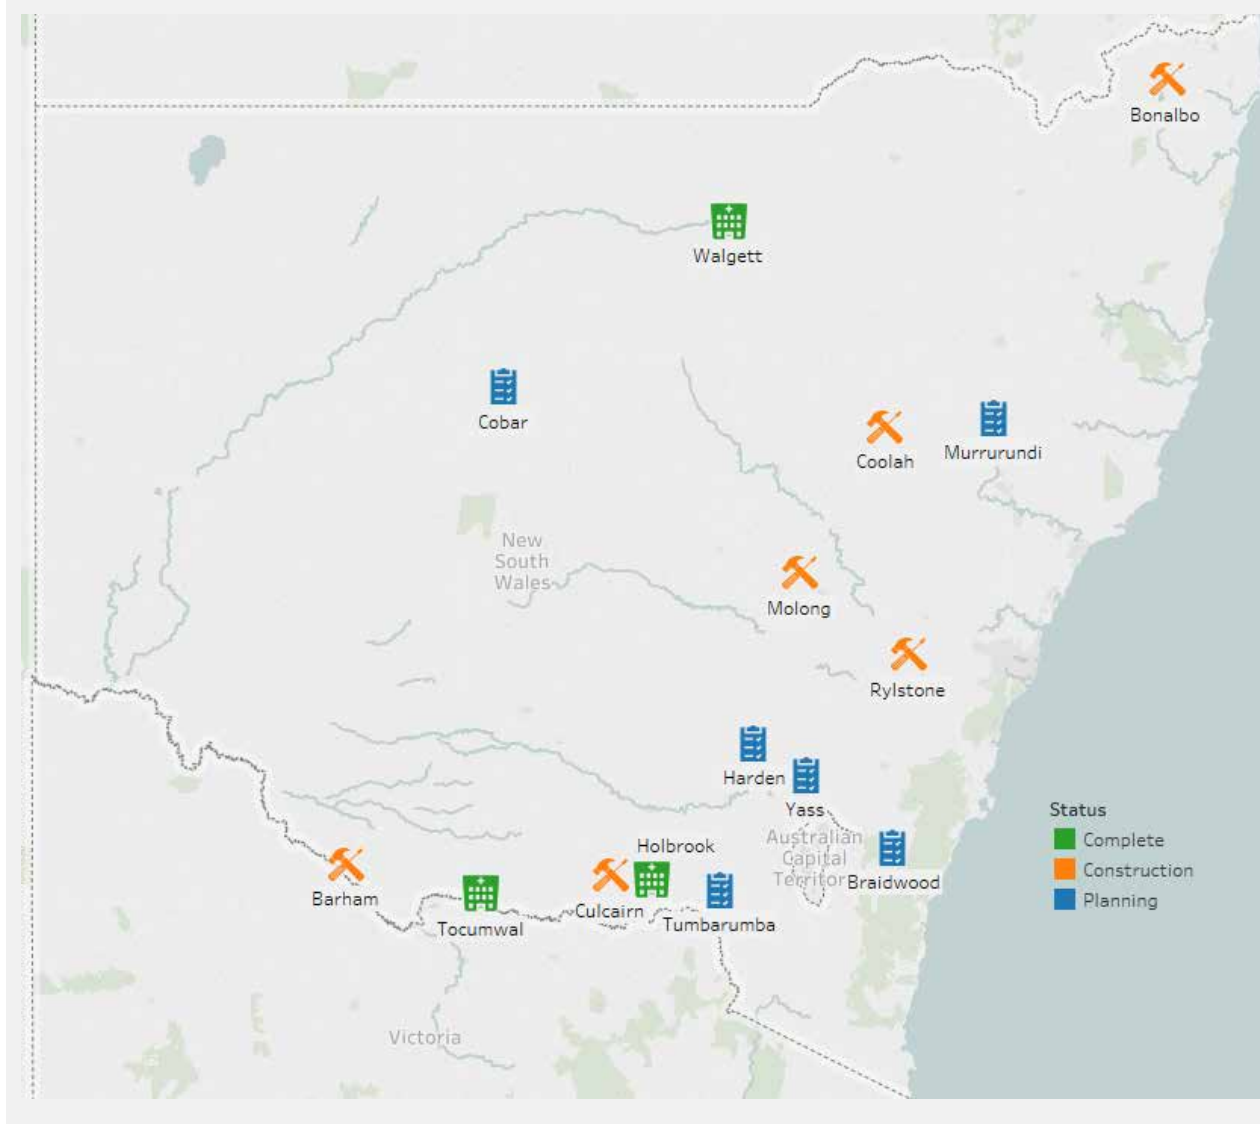 Bonalbo
Walgett
Cobar
Coolah
Murrurundi
New
South
Wales
Molong
Rylstone
Harden
Yass
Status
Complete
Construction
Planning
Australian
Capital
Territor
Holbrook
Braidwood
Barham
Culcairn
Tumbarumba
Tocumwal
Victoria